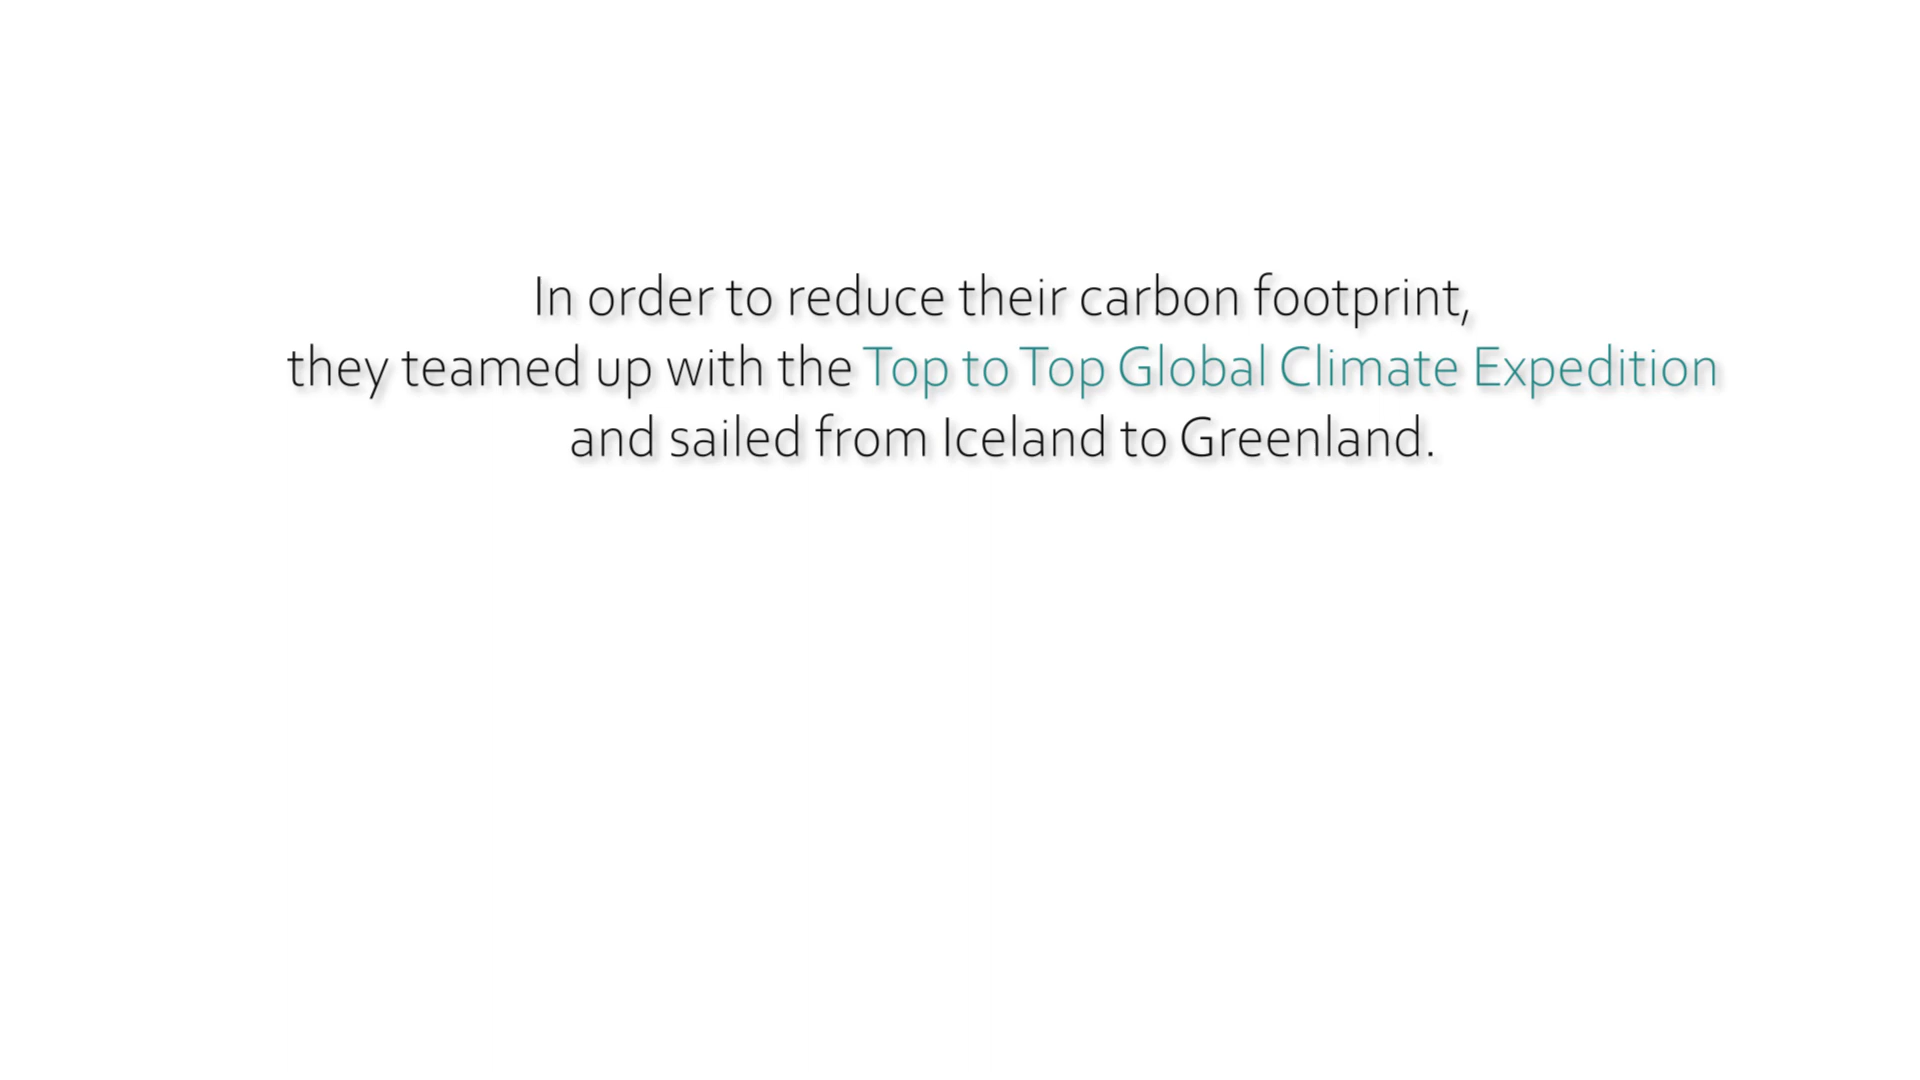 In order to reduce their carbon footprint,
they teamed up with the Top to Top Global Climate Expedition
and sailed from Iceland to Greenland.